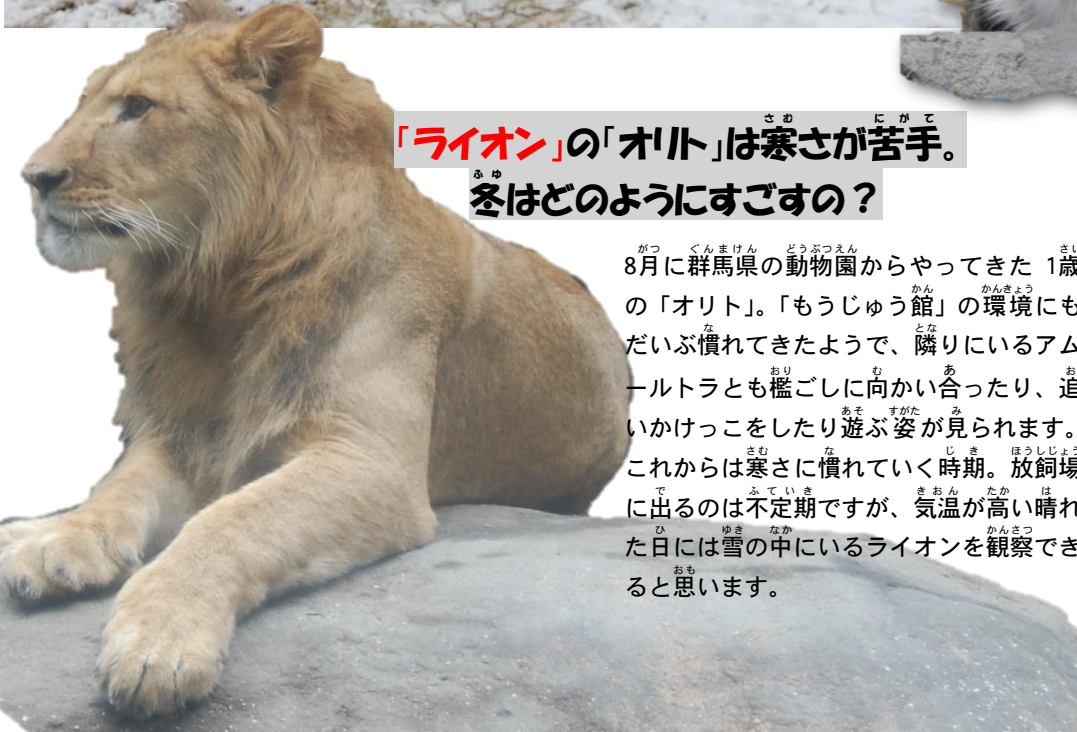 「ライオン」の「オリト」は寒さが苦手。
冬はどのようにすごすの？
8月に群馬県の動物園からやってきた 1歳
の「オリト」。「もうじゅう館」の環境にも
だいぶ慣れてきたようで、隣りにいるアム
ールトラとも檻ごしに向かい合ったり、追
いかけっこをしたり遊ぶ姿が見られます。
これからは寒さに慣れていく時期。放飼場
に出るのは不定期ですが、気温が高い晴れ
た日には雪の中にいるライオンを観察でき
ると思います。